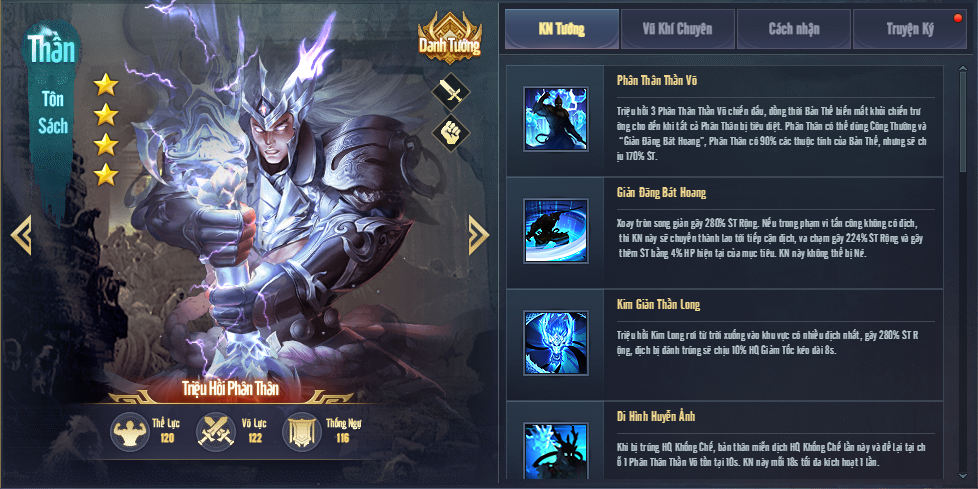 Thần
Tôn
Sách
Danh Tướng
Triệu Hồi Phân Thân
Thể Lực
120
Võ Lực
122
Thống Ngự
116
KN Tướng
Vũ Khí Chuyên
Cách nhận
Truyện Ký
Phân Thân Thần Võ
Triệu hồi 3 Phân Thân Thần Võ chiến đấu, đồng thời Bản Thể biến mất khỏi chiến trư
ờng cho đến khi tất cả Phân Thân bị tiêu diệt. Phân Thân có thể dùng Công Thường và
"Giản Đãng Bát Hoang", Phân Thân có 90% các thuộc tính của Bản Thể, nhưng sẽ ch
ịu 170% ST.
Giản Đãng Bát Hoang
Xoay tròn song giản gây 280% ST Rộng. Nếu trong phạm vi tấn công không có địch,
thì KN này sẽ chuyển thành lao tới tiếp cận địch, va chạm gây 224% ST Rộng và gây
thêm ST bằng 4% HP hiện tại của mục tiêu. KN này không thể bị Né.
Kim Giản Thần Long
Triệu hồi Kim Long rơi từ trời xuống vào khu vực có nhiều địch nhất, gây 280% ST R
ộng, địch bị đánh trúng sẽ chịu 10% HQ Giảm Tốc kéo dài 8s.
Di Hình Huyễn Ảnh
Khi bị trúng HQ Khống Chế, bản thân miễn dịch HQ Khống Chế lần này và để lại tại ch
ỗ 1 Phân Thân Thần Võ tồn tại 10s. KN này mỗi 18s tối đa kích hoạt 1 lần.